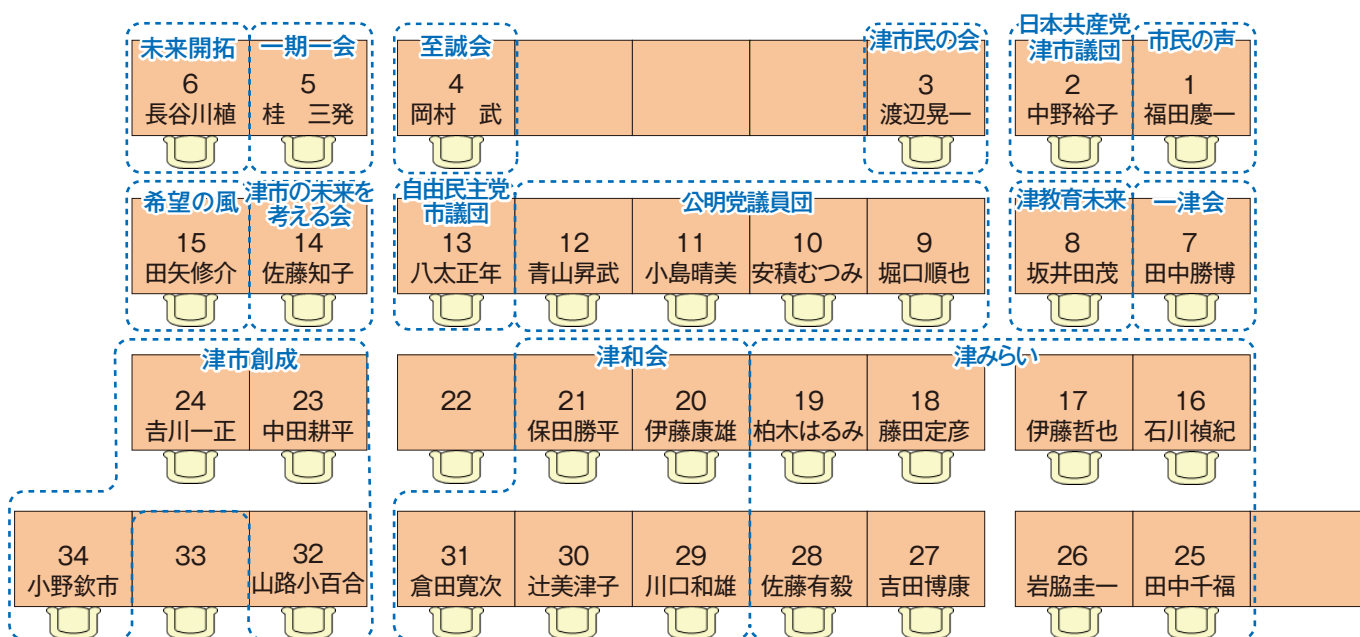 未来開拓
6
長谷川植
一期一会
5
桂　三発
至誠会
4
岡村　武
津市民の会
3
渡辺晃一
日本共産党
津市議団
2
中野裕子
市民の声
1
福田慶一
希望の風
15
田矢修介
津市の未来を
考える会
14
佐藤知子
自由民主党
市議団
13
八太正年
公明党議員団
12
青山昇武
11
小島晴美
10
安積むつみ
9
堀口順也
津教育未来
8
坂井田茂
一津会
7
田中勝博
津市創成
24
𠮷川一正
23
中田耕平
22
津和会
21
保田勝平
20
伊藤康雄
津みらい
19
柏木はるみ
18
藤田定彦
17
伊藤哲也
16
石川禎紀
34
小野欽市
33
32
山路小百合
31
倉田寛次
30
辻美津子
29
川口和雄
28
佐藤有毅
27
吉田博康
26
岩脇圭一
25
田中千福